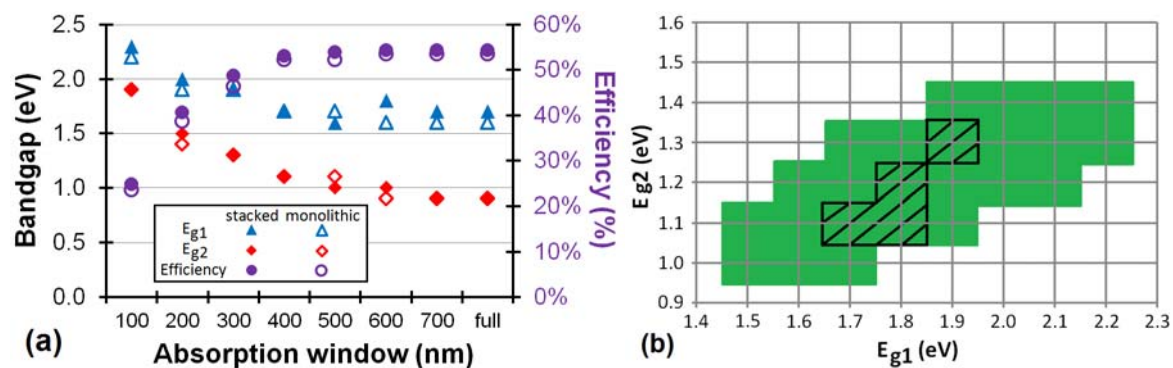 2.5
2.0
1.5
1.0
0.5
0.0
Bandgap (eV)
60%
50%
40%
30%
20%
10%
0%
Efficiency (%)
stacked monolithic
Eg1
Eg2
Efficiency
100 200 300 400 500 600 700 full
Absorption window (nm)
(a)
1.5
1.4
1.3
1.2
1.1
1.0
0.9
Eg2 (eV)
1.4 1.5 1.6 1.7 1.8 1.9 2.0 2.1 2.2 2.3
Eg1 (eV)
(b)